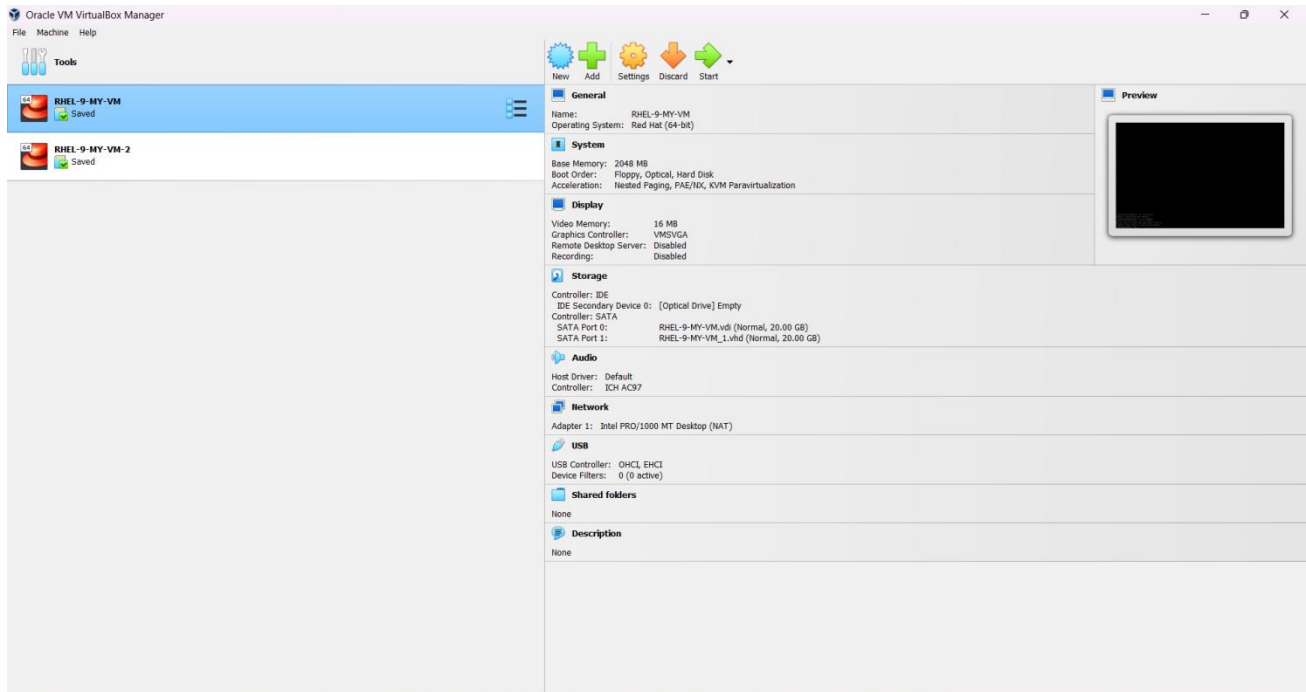 Oracle VM VirtualBox Manager
File Machine Help
Tools
New Add Settings Discard Start
64
RHEL-9-MY-VM
Saved
64
RHEL-9-MY-VM-2
Saved
General
Name: RHEL-9-MY-VM
Operating System: Red Hat (64-bit)
System
Base Memory: 2048 MB
Boot Order: Floppy, Optical, Hard Disk
Acceleration: Nested Paging, PAE/NX, KVM Paravirtualization
Display
Video Memory: 16 MB
Graphics Controller: VMSVGA
Remote Desktop Server: Disabled
Recording: Disabled
Storage
Controller: IDE
IDE Secondary Device 0: [Optical Drive] Empty
Controller: SATA
SATA Port 0: RHEL-9-MY-VM.vdi (Normal, 20.00 GB)
SATA Port 1: RHEL-9-MY-VM_1.vhd (Normal, 20.00 GB)
Audio
Host Driver: Default
Controller: ICH AC97
Network
Adapter 1: Intel PRO/1000 MT Desktop (NAT)
USB
USB Controller: OHCI, EHCI
Device Filters: 0 (0 active)
Shared folders
None
Description
None
Preview